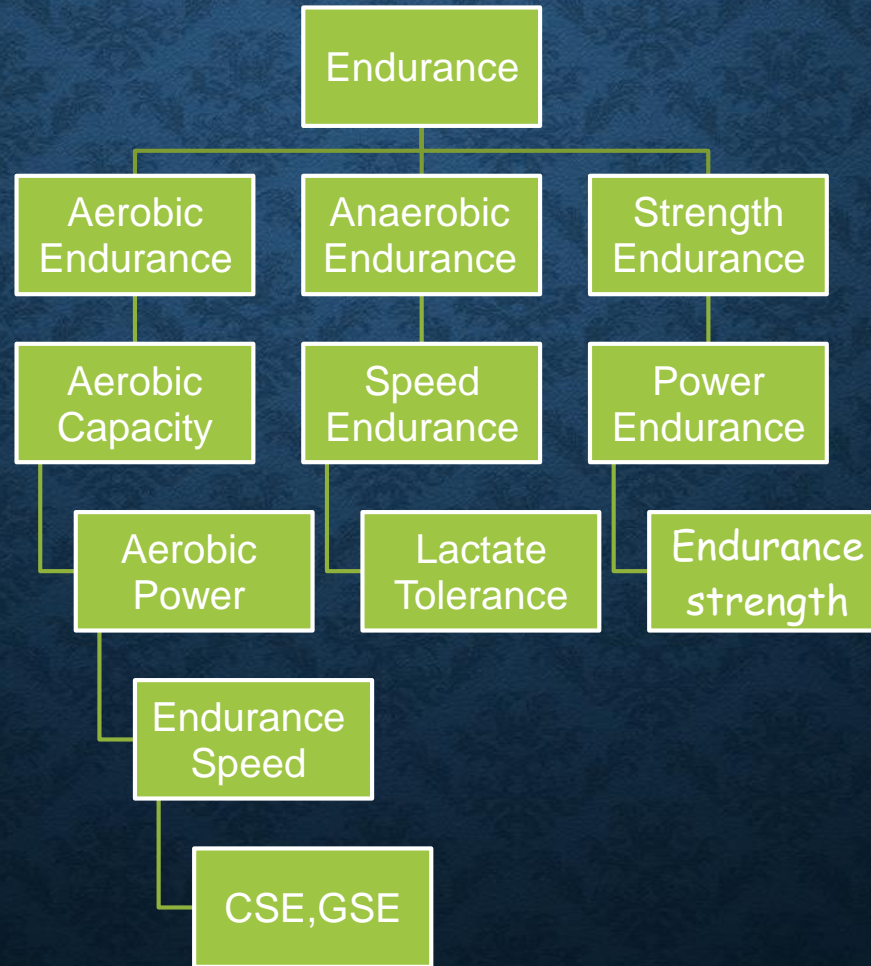 Endurance
Aerobic
Endurance
Anaerobic
Endurance
Strength
Endurance
Aerobic
Capacity
Speed
Endurance
Power
Endurance
Aerobic
Power
Lactate
Tolerance
Endurance
strength
Endurance
Speed
CSE,GSE